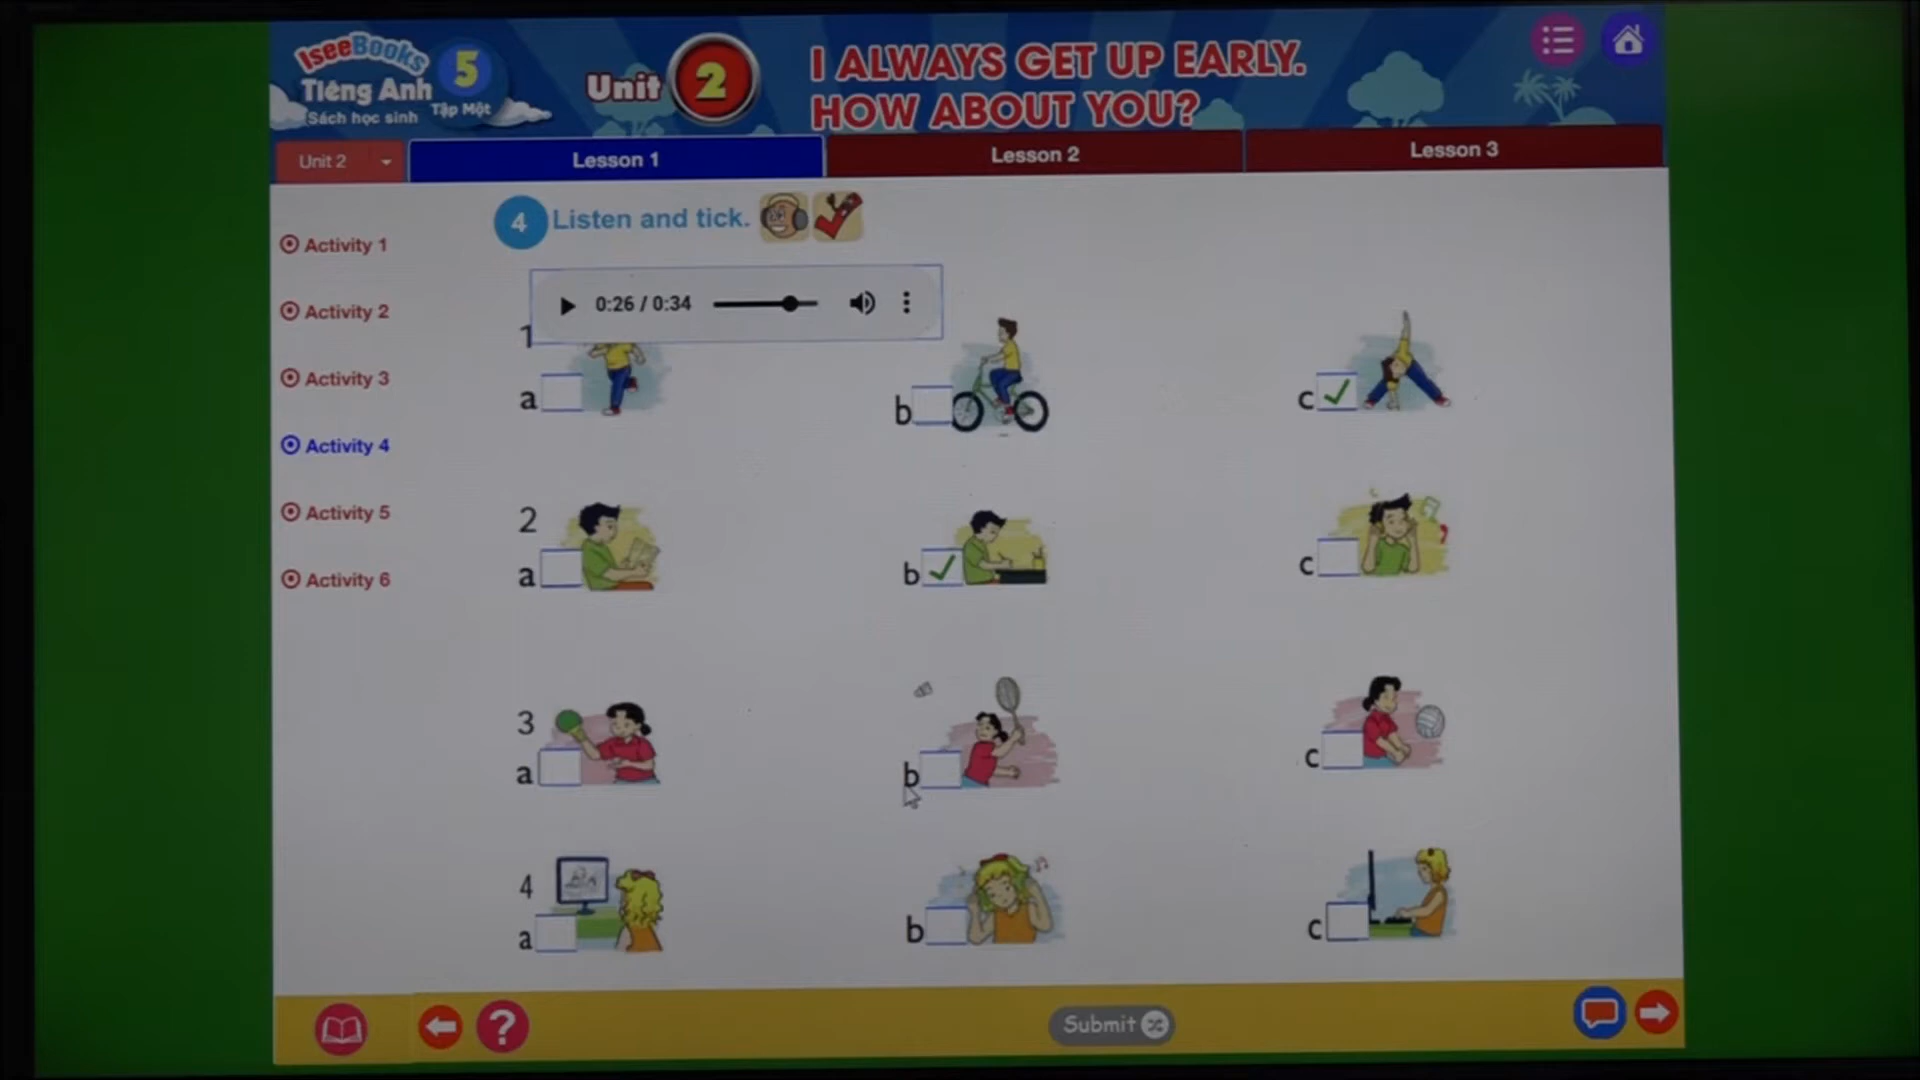 IseeBooks
Tiếng Anh 5
Sách học sinh Tập Một
Unit 2
I ALWAYS GET UP EARLY.
HOW ABOUT YOU?
Unit 2
Lesson 1
Lesson 2
Lesson 3
Activity 1
Activity 2
Activity 3
Activity 4
Activity 5
Activity 6
4 Listen and tick.
0:26 / 0:34
1
a
b
c
2
a
b
c
3
a
b
c
4
a
b
c
?
Submit